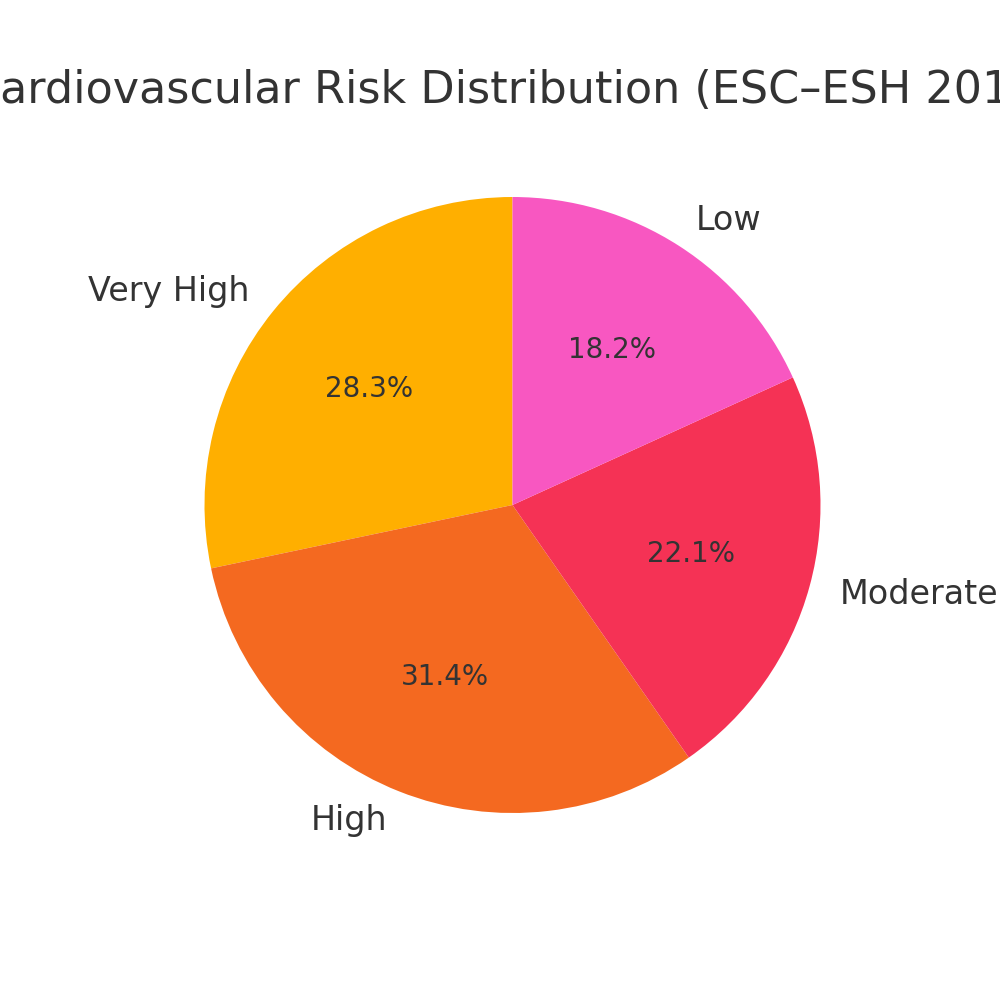 ardiovascular Risk Distribution (ESC–ESH 201
Low
Very High
18.2%
28.3%
22.1%
Moderate
31.4%
High